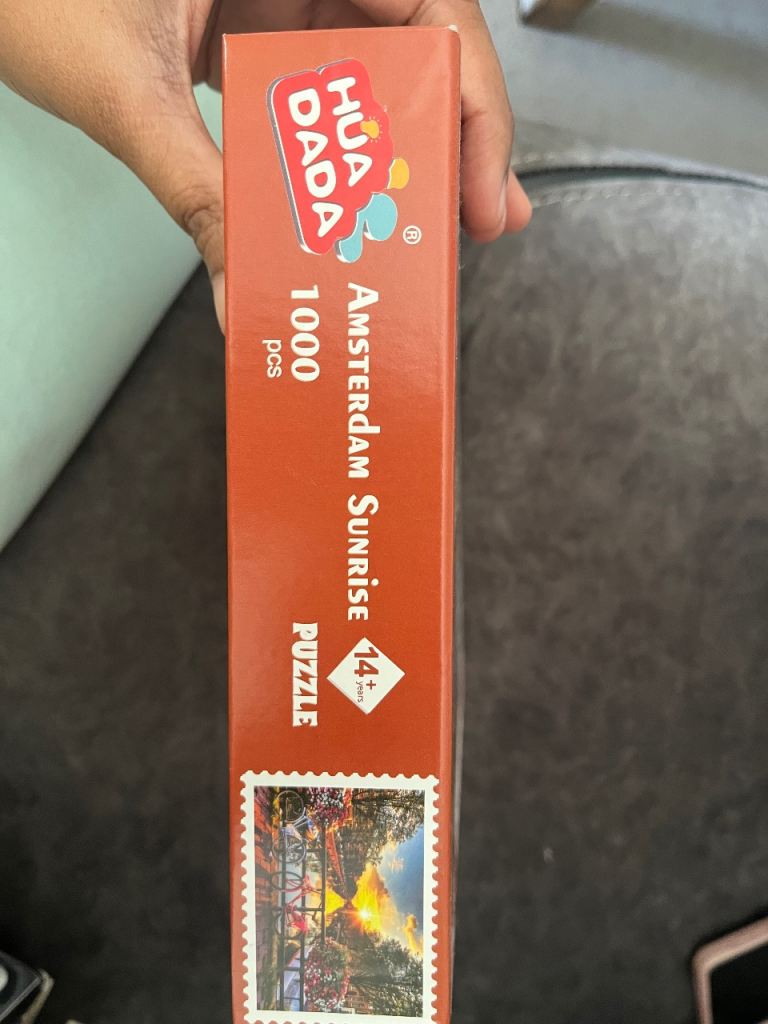 HUA
DADA
®
Amsterdam Sunrise
1000
pcs
14+
years
PUZZLE